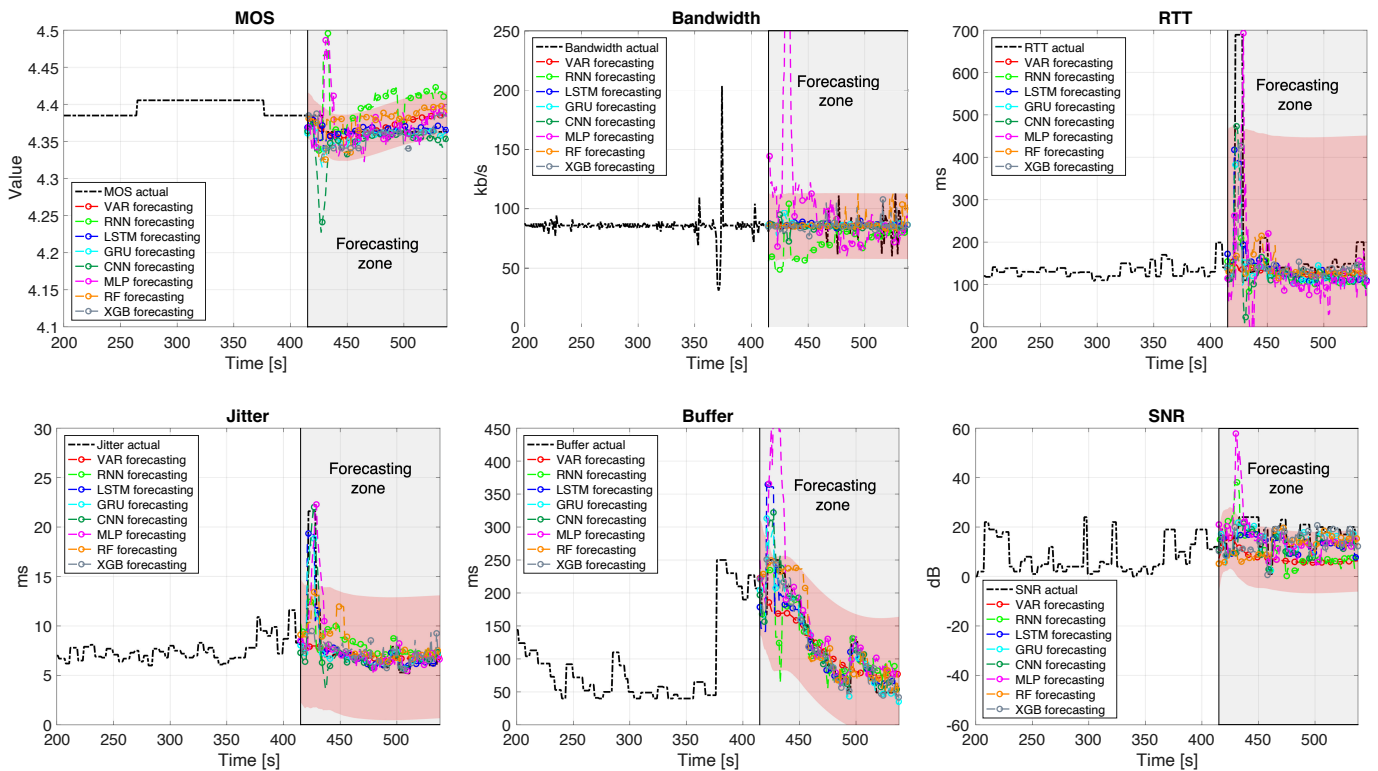 MOS
4.5
4.45
4.4
4.35
4.3
4.25
4.2
4.15
4.1
Value
MOS actual
VAR forecasting
RNN forecasting
LSTM forecasting
GRU forecasting
CNN forecasting
MLP forecasting
RF forecasting
XGB forecasting
Forecasting
zone
200 250 300 350 400 450 500
Time [s]
Bandwidth
250
200
150
100
50
0
kb/s
Bandwidth actual
VAR forecasting
RNN forecasting
LSTM forecasting
GRU forecasting
CNN forecasting
MLP forecasting
RF forecasting
XGB forecasting
Forecasting
zone
200 250 300 350 400 450 500
Time [s]
RTT
700
600
500
400
300
200
100
0
ms
RTT actual
VAR forecasting
RNN forecasting
LSTM forecasting
GRU forecasting
CNN forecasting
MLP forecasting
RF forecasting
XGB forecasting
Forecasting
zone
200 250 300 350 400 450 500
Time [s]
Jitter
30
25
20
15
10
5
0
ms
Jitter actual
VAR forecasting
RNN forecasting
LSTM forecasting
GRU forecasting
CNN forecasting
MLP forecasting
RF forecasting
XGB forecasting
Forecasting
zone
200 250 300 350 400 450 500
Time [s]
Buffer
450
400
350
300
250
200
150
100
50
0
ms
Buffer actual
VAR forecasting
RNN forecasting
LSTM forecasting
GRU forecasting
CNN forecasting
MLP forecasting
RF forecasting
XGB forecasting
Forecasting
zone
200 250 300 350 400 450 500
Time [s]
SNR
60
40
20
0
-20
-40
-60
dB
Forecasting
zone
SNR actual
VAR forecasting
RNN forecasting
LSTM forecasting
GRU forecasting
CNN forecasting
MLP forecasting
RF forecasting
XGB forecasting
200 250 300 350 400 450 500
Time [s]